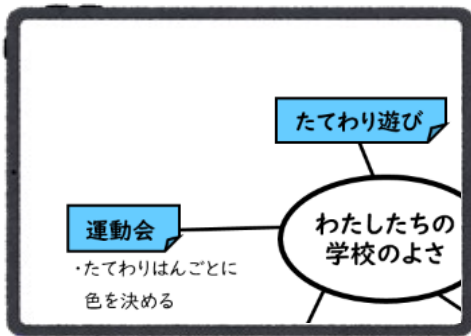 たてわり遊び
運動会
・たてわりはんごとに
色を決める
わたしたちの
学校のよさ